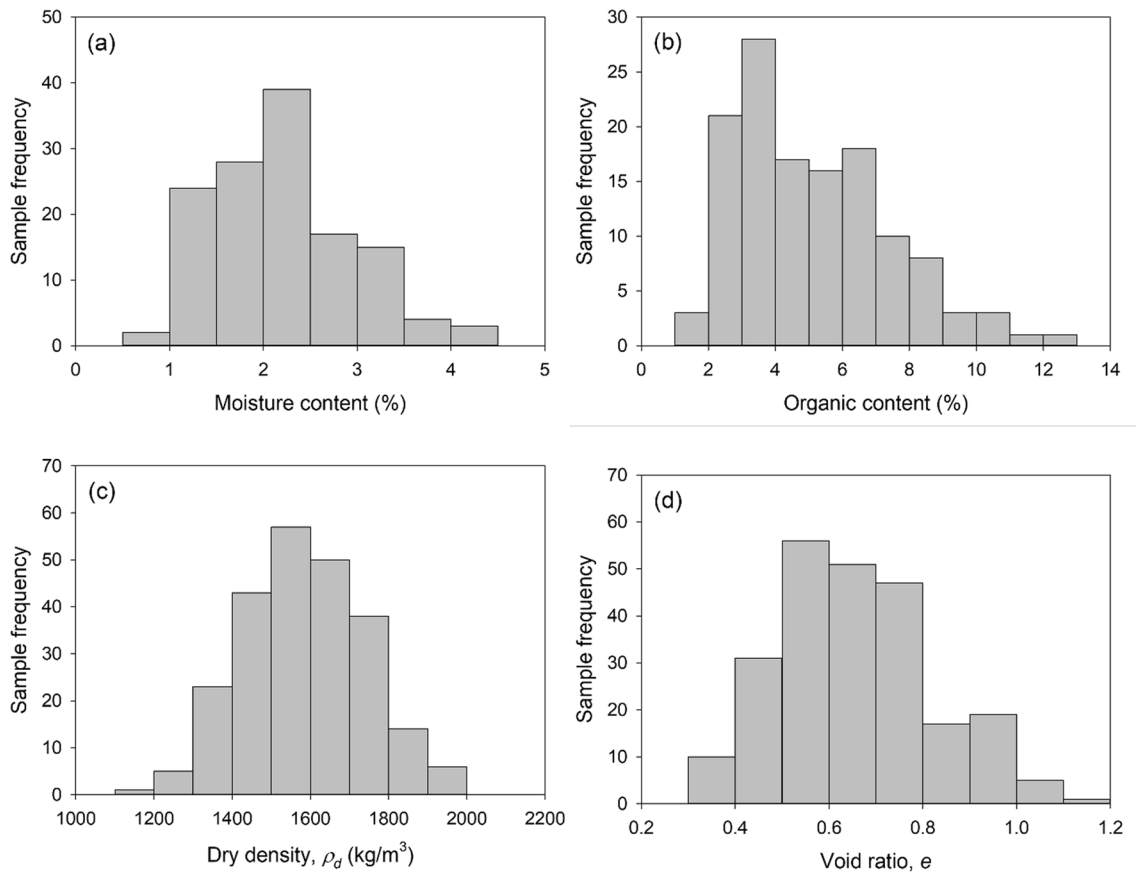 (a)
Sample frequency
50
40
30
20
10
0
0 1 2 3 4 5
Moisture content (%)
(b)
Sample frequency
30
25
20
15
10
5
0
0 2 4 6 8 10 12 14
Organic content (%)
(c)
Sample frequency
70
60
50
40
30
20
10
0
1000 1200 1400 1600 1800 2000 2200
Dry density, ρd (kg/m³)
(d)
Sample frequency
70
60
50
40
30
20
10
0
0.2 0.4 0.6 0.8 1.0 1.2
Void ratio, e